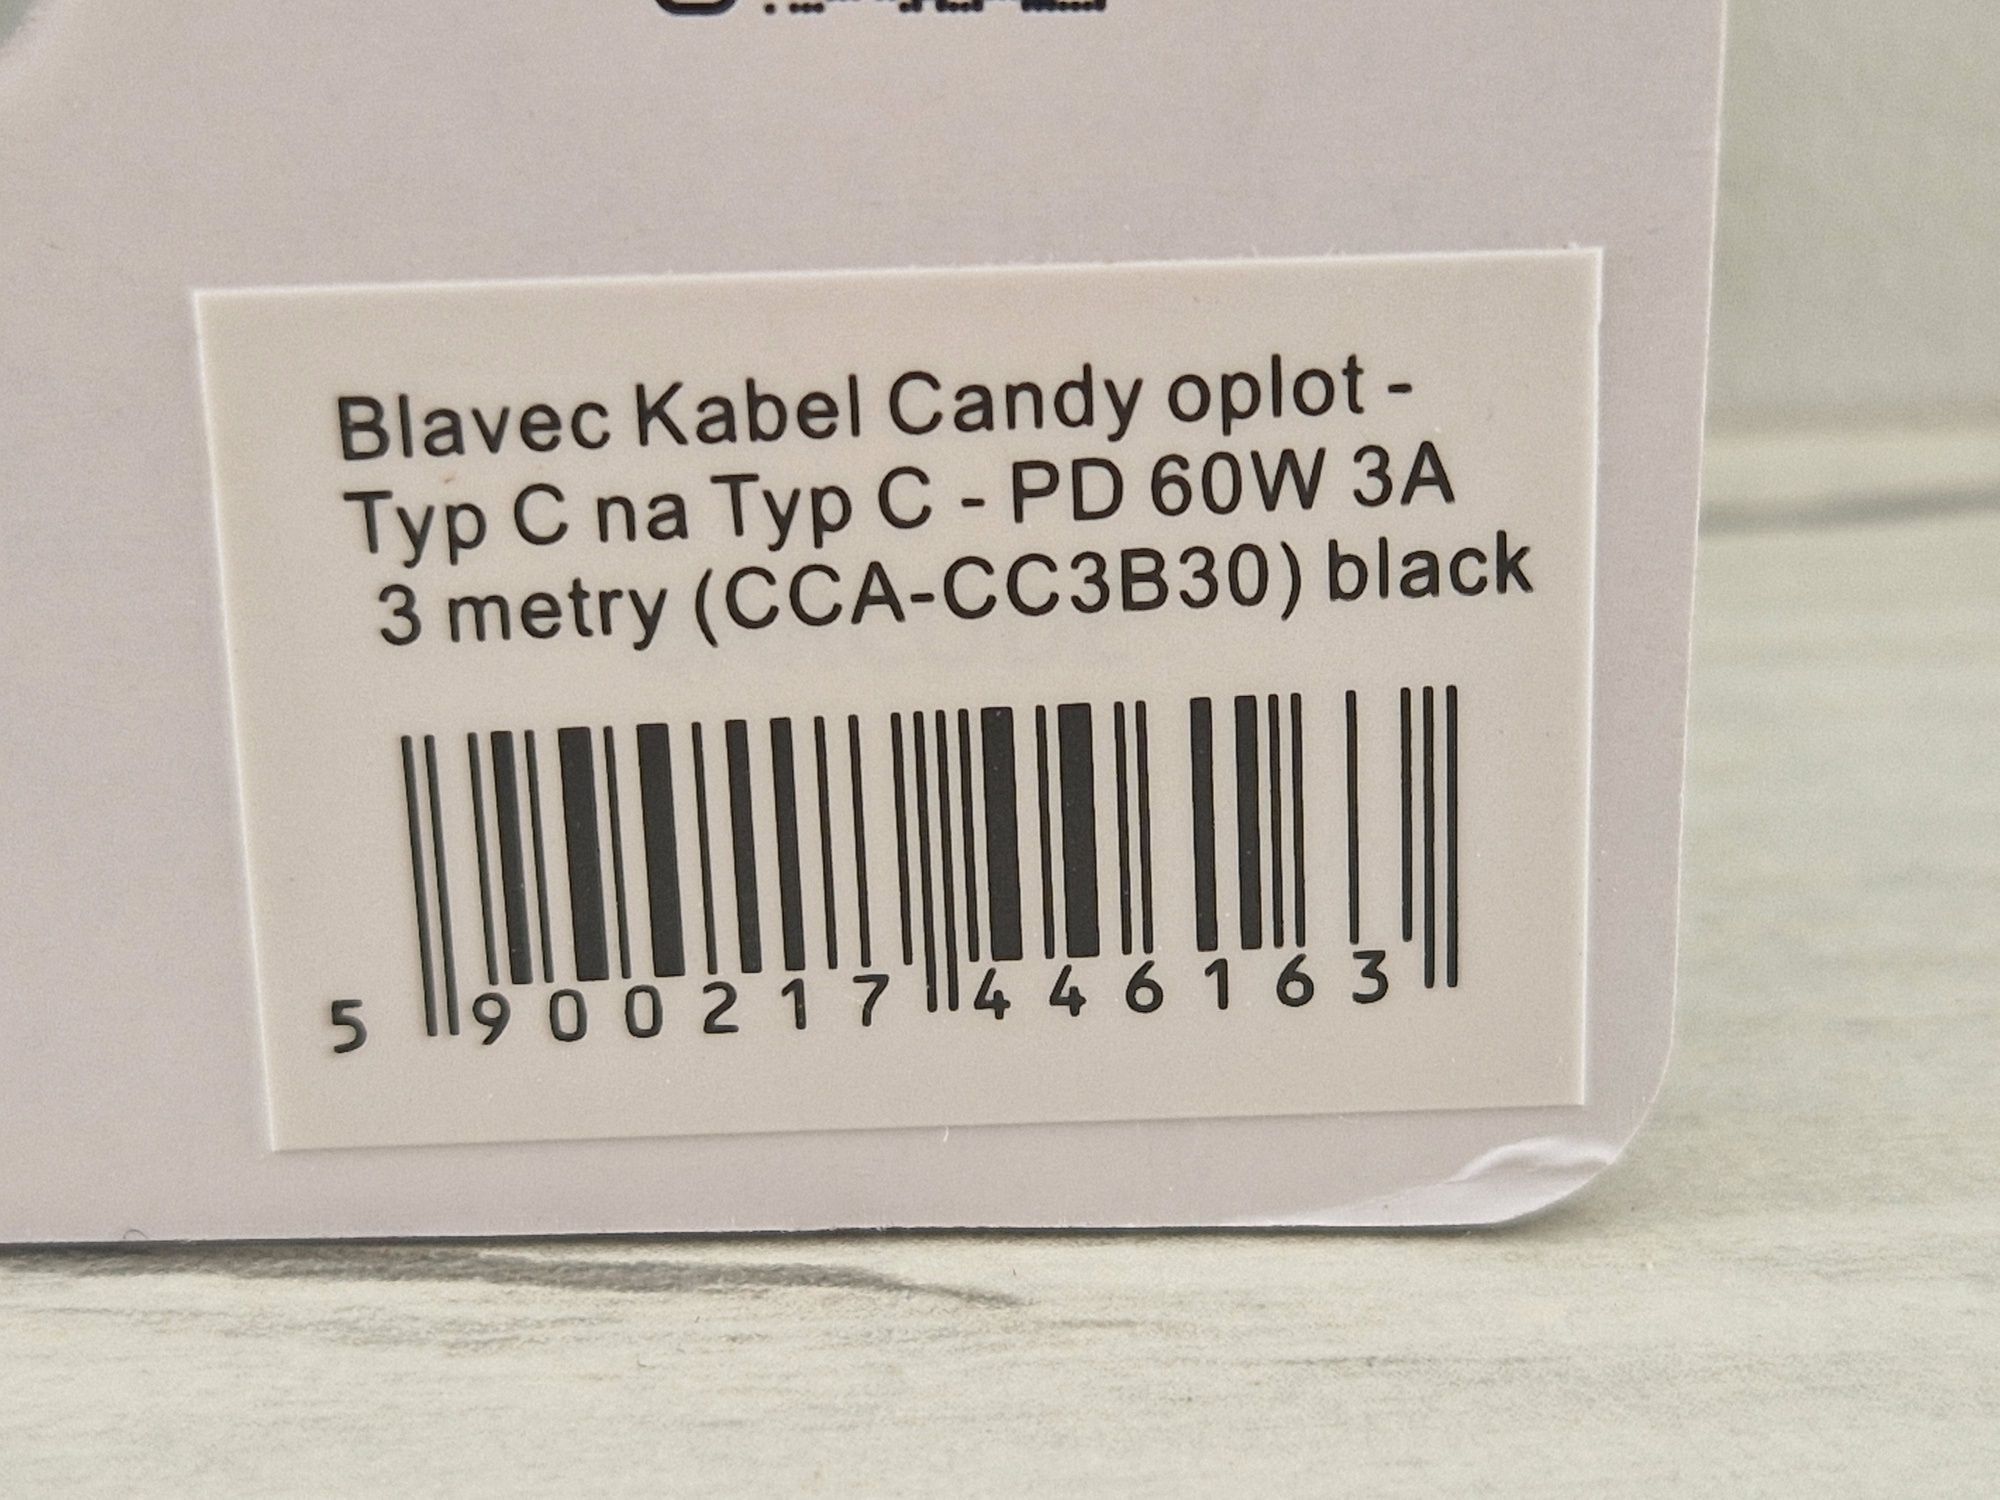 Blavec Kabel Candy oplot -
Typ C na Typ C - PD 60W 3A
3 metry (CCA-CC3B30) black
5 900217 446163